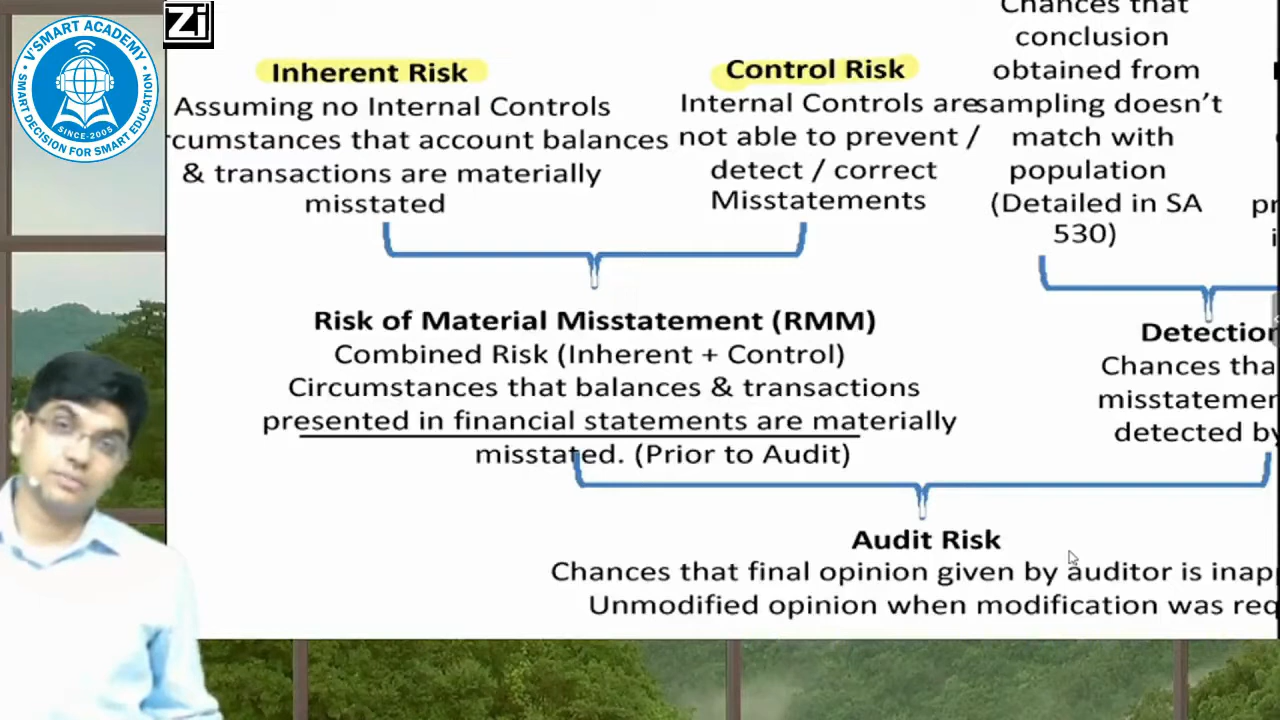 V'SMART ACADEMY
SMART DECISION FOR SMART EDUCATION
SINCE-2005
Zj
Inherent Risk
Assuming no Internal Controls
rcumstances that account balances
& transactions are materially
misstated
Control Risk
Internal Controls are
not able to prevent /
detect / correct
Misstatements
Chances that
conclusion
obtained from
sampling doesn't
match with
population
(Detailed in SA
530)
Risk of Material Misstatement (RMM)
Combined Risk (Inherent + Control)
Circumstances that balances & transactions
presented in financial statements are materially
misstated. (Prior to Audit)
Detection
Chances tha
misstatemen
detected by
Audit Risk
Chances that final opinion given by auditor is inap
Unmodified opinion when modification was req